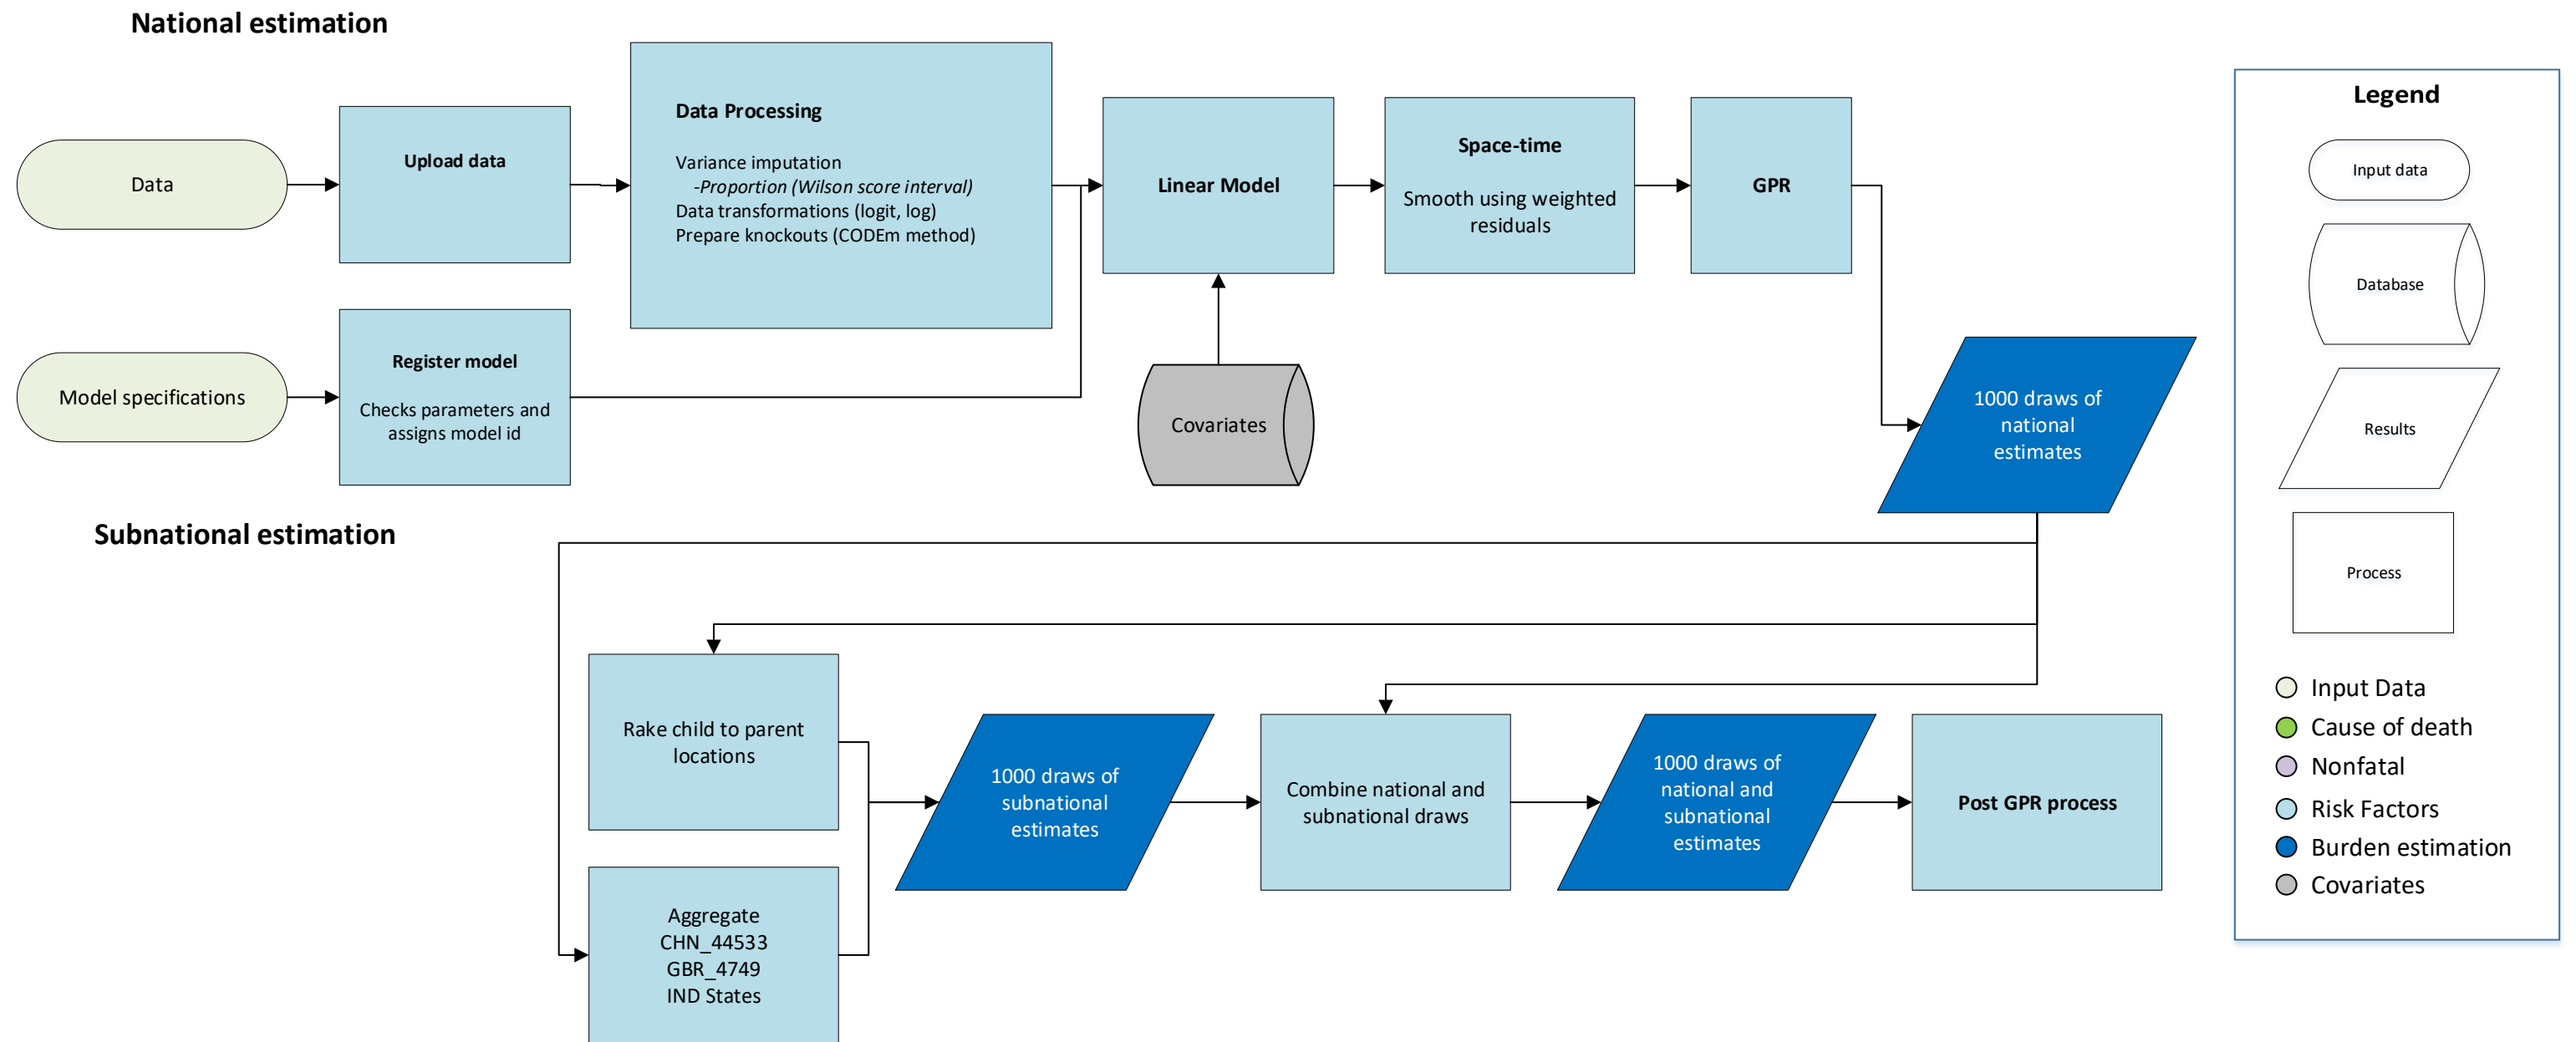 National estimation
Data
Upload data
Data Processing
Variance imputation
-Proportion (Wilson score interval)
Data transformations (logit, log)
Prepare knockouts (CODEm method)
Linear Model
Space-time
Smooth using weighted
residuals
GPR
Model specifications
Register model
Checks parameters and
assigns model id
Covariates
1000 draws of
national
estimates
Subnational estimation
Rake child to parent
locations
Aggregate
CHN_44533
GBR_4749
IND States
1000 draws of
subnational
estimates
Combine national and
subnational draws
1000 draws of
national and
subnational
estimates
Post GPR process
Legend
Input data
Database
Results
Process
Input Data
Cause of death
Nonfatal
Risk Factors
Burden estimation
Covariates